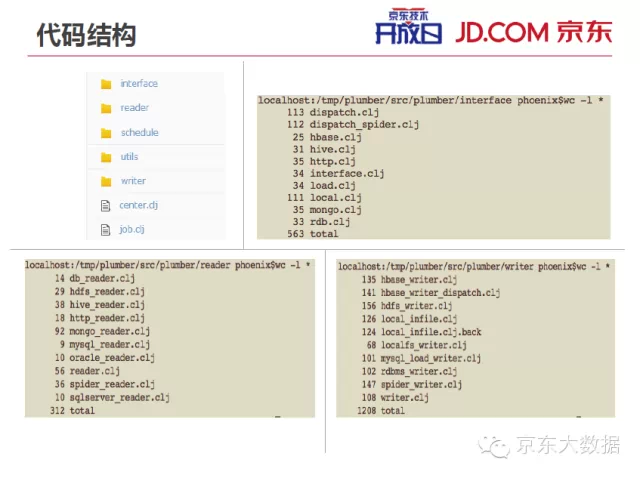 代码结构
京东技术
开放日
JD.COM 京东
interface
reader
schedule
utils
writer
center.clj
job.clj
localhost:/tmp/plumber/src/plumber/interface phoenix$wc -l *
113 dispatch.clj
112 dispatch_spider.clj
25 hbase.clj
31 hive.clj
35 http.clj
34 interface.clj
34 load.clj
111 local.clj
35 mongo.clj
33 rdb.clj
563 total
localhost:/tmp/plumber/src/plumber/reader phoenix$wc -l *
14 db_reader.clj
29 hdfs_reader.clj
38 hive_reader.clj
18 http_reader.clj
92 mongo_reader.clj
9 mysql_reader.clj
10 oracle_reader.clj
56 reader.clj
36 spider_reader.clj
10 sqlserver_reader.clj
312 total
localhost:/tmp/plumber/src/plumber/writer phoenix$wc -l *
135 hbase_writer.clj
141 hbase_writer_dispatch.clj
156 hdfs_writer.clj
126 local_infile.clj
124 local_infile.clj.back
68 localfs_writer.clj
101 mysql_load_writer.clj
102 rdbms_writer.clj
147 spider_writer.clj
108 writer.clj
1208 total
京东大数据